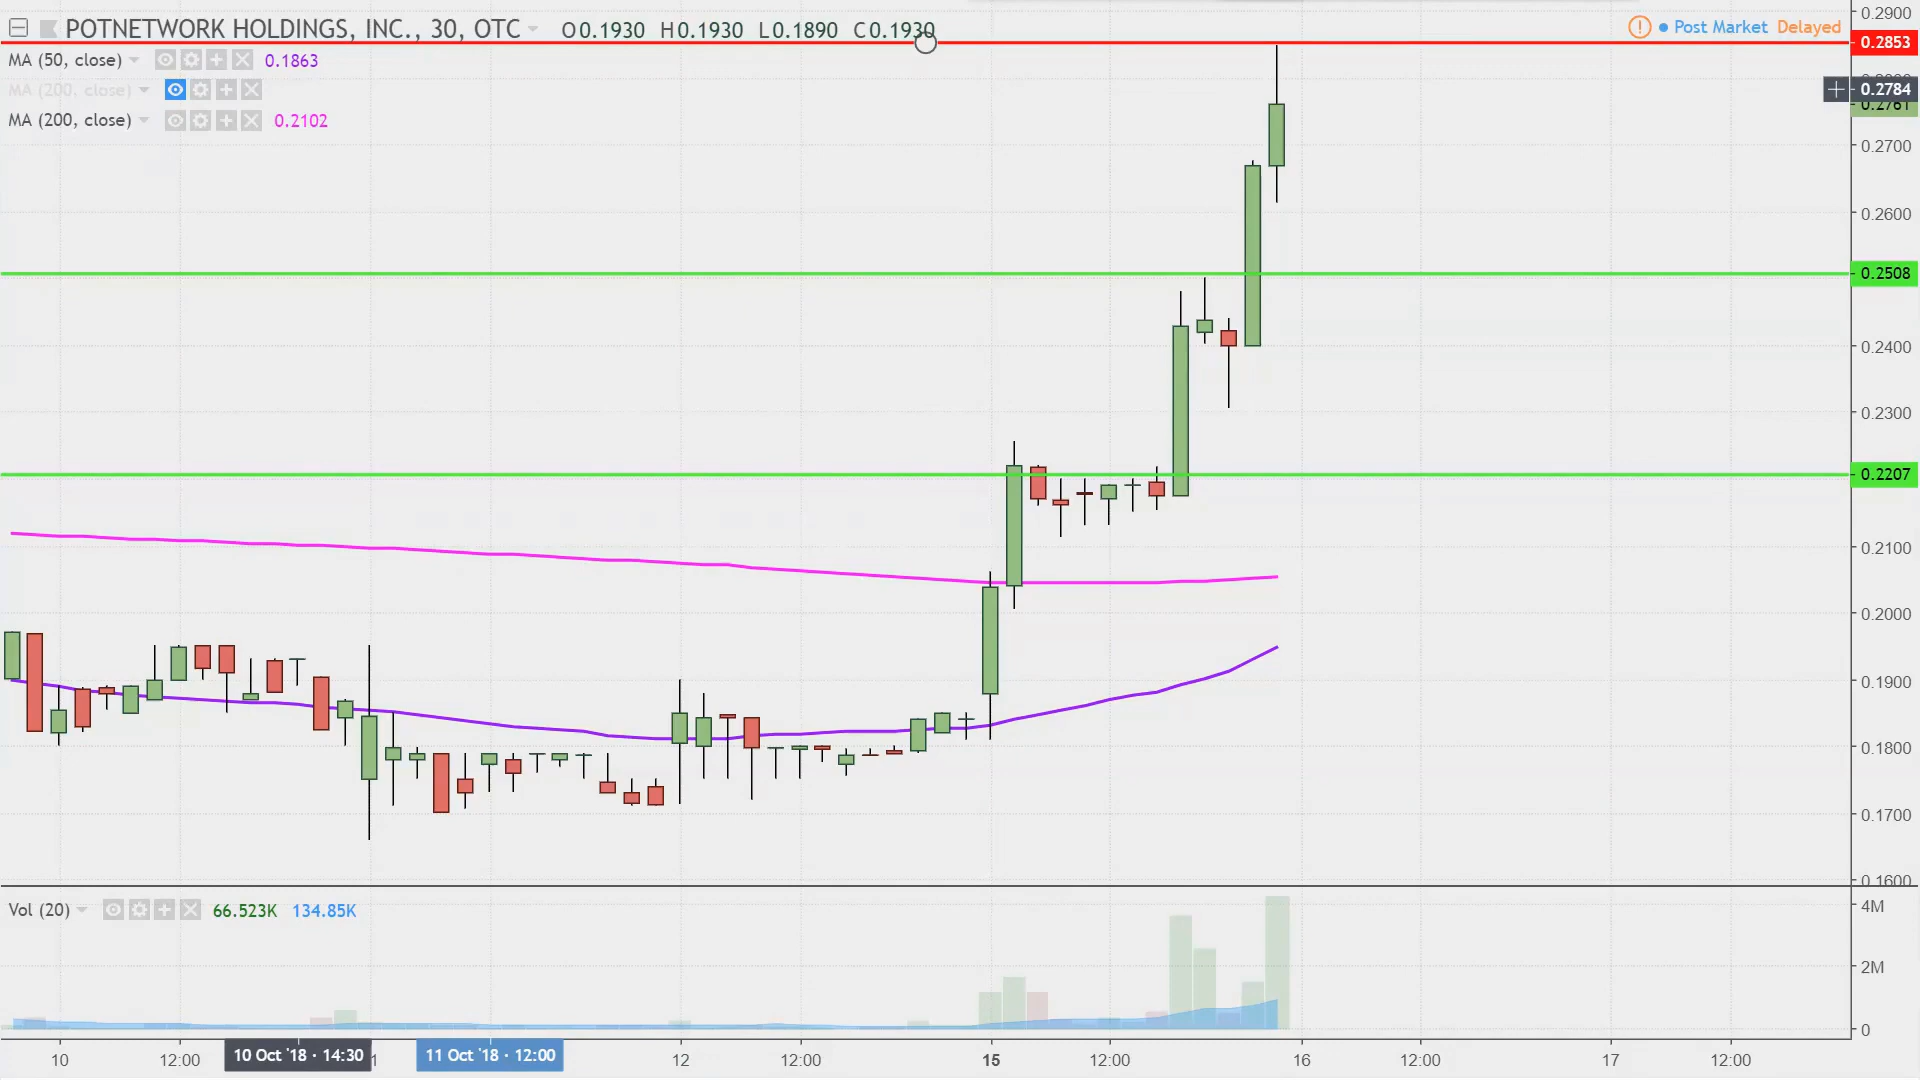 POTNETWORK HOLDINGS, INC., 30, OTC O0.1930 H0.1930 L0.1890 C0.1930
Post Market Delayed
MA (50, close) 0.1863
MA (200, close)
MA (200, close) 0.2102
0.2900
0.2853
0.2784
0.2761
0.2700
0.2600
0.2508
0.2400
0.2300
0.2207
0.2100
0.2000
0.1900
0.1800
0.1700
0.1600
Vol (20) 66.523K 134.85K
4M
2M
0
10 12:00 10 Oct '18 · 14:30 11 Oct '18 · 12:00 12 12:00 15 12:00 16 12:00 17 12:00